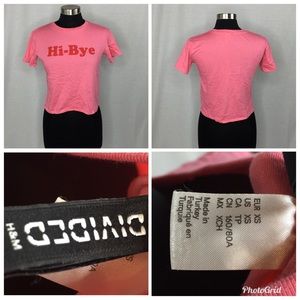 Hi-Bye
DIVIDED
H&M
EUR XS
US XS
CA TP
CN 160/80A
MX XCH
Made in
Turkey
Fabriqué en
Turquie
PhotoGrid